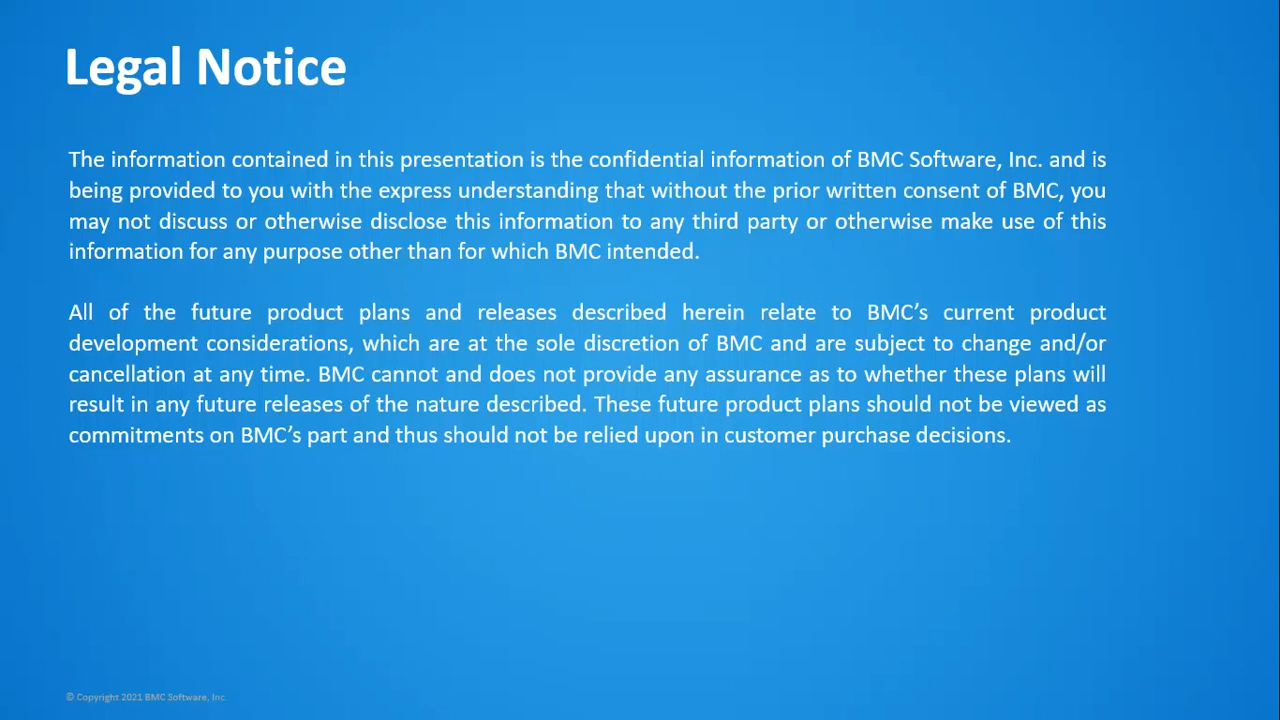 Legal Notice
The information contained in this presentation is the confidential information of BMC Software, Inc. and is
being provided to you with the express understanding that without the prior written consent of BMC, you
may not discuss or otherwise disclose this information to any third party or otherwise make use of this
information for any purpose other than for which BMC intended.
All of the future product plans and releases described herein relate to BMC’s current product
development considerations, which are at the sole discretion of BMC and are subject to change and/or
cancellation at any time. BMC cannot and does not provide any assurance as to whether these plans will
result in any future releases of the nature described. These future product plans should not be viewed as
commitments on BMC’s part and thus should not be relied upon in customer purchase decisions.
© Copyright 2021 BMC Software, Inc.